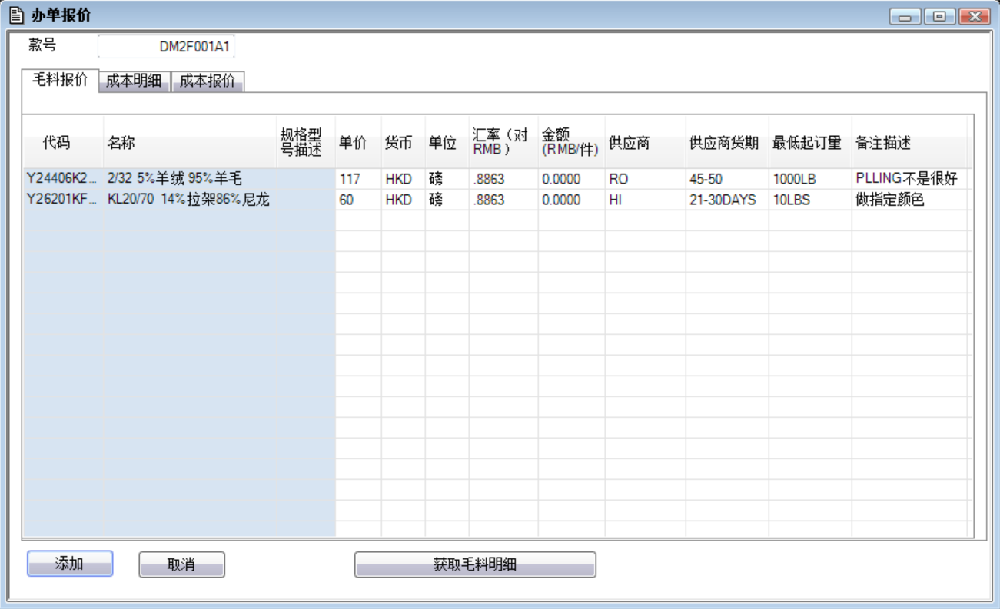 办单报价
款号 DM2F001A1
毛料报价 成本明细 成本报价
代码 名称 规格型号描述 单价 货币 单位 汇率（对RMB） 金额(RMB/件) 供应商 供应商货期 最低起订量 备注描述
Y24406K2... 2/32 5%羊绒 95%羊毛 117 HKD 磅 .8863 0.0000 RO 45-50 1000LB PLLING不是很好
Y26201KF... KL20/70 14%拉架86%尼龙 60 HKD 磅 .8863 0.0000 HI 21-30DAYS 10LBS 做指定颜色
添加 取消 获取毛料明细